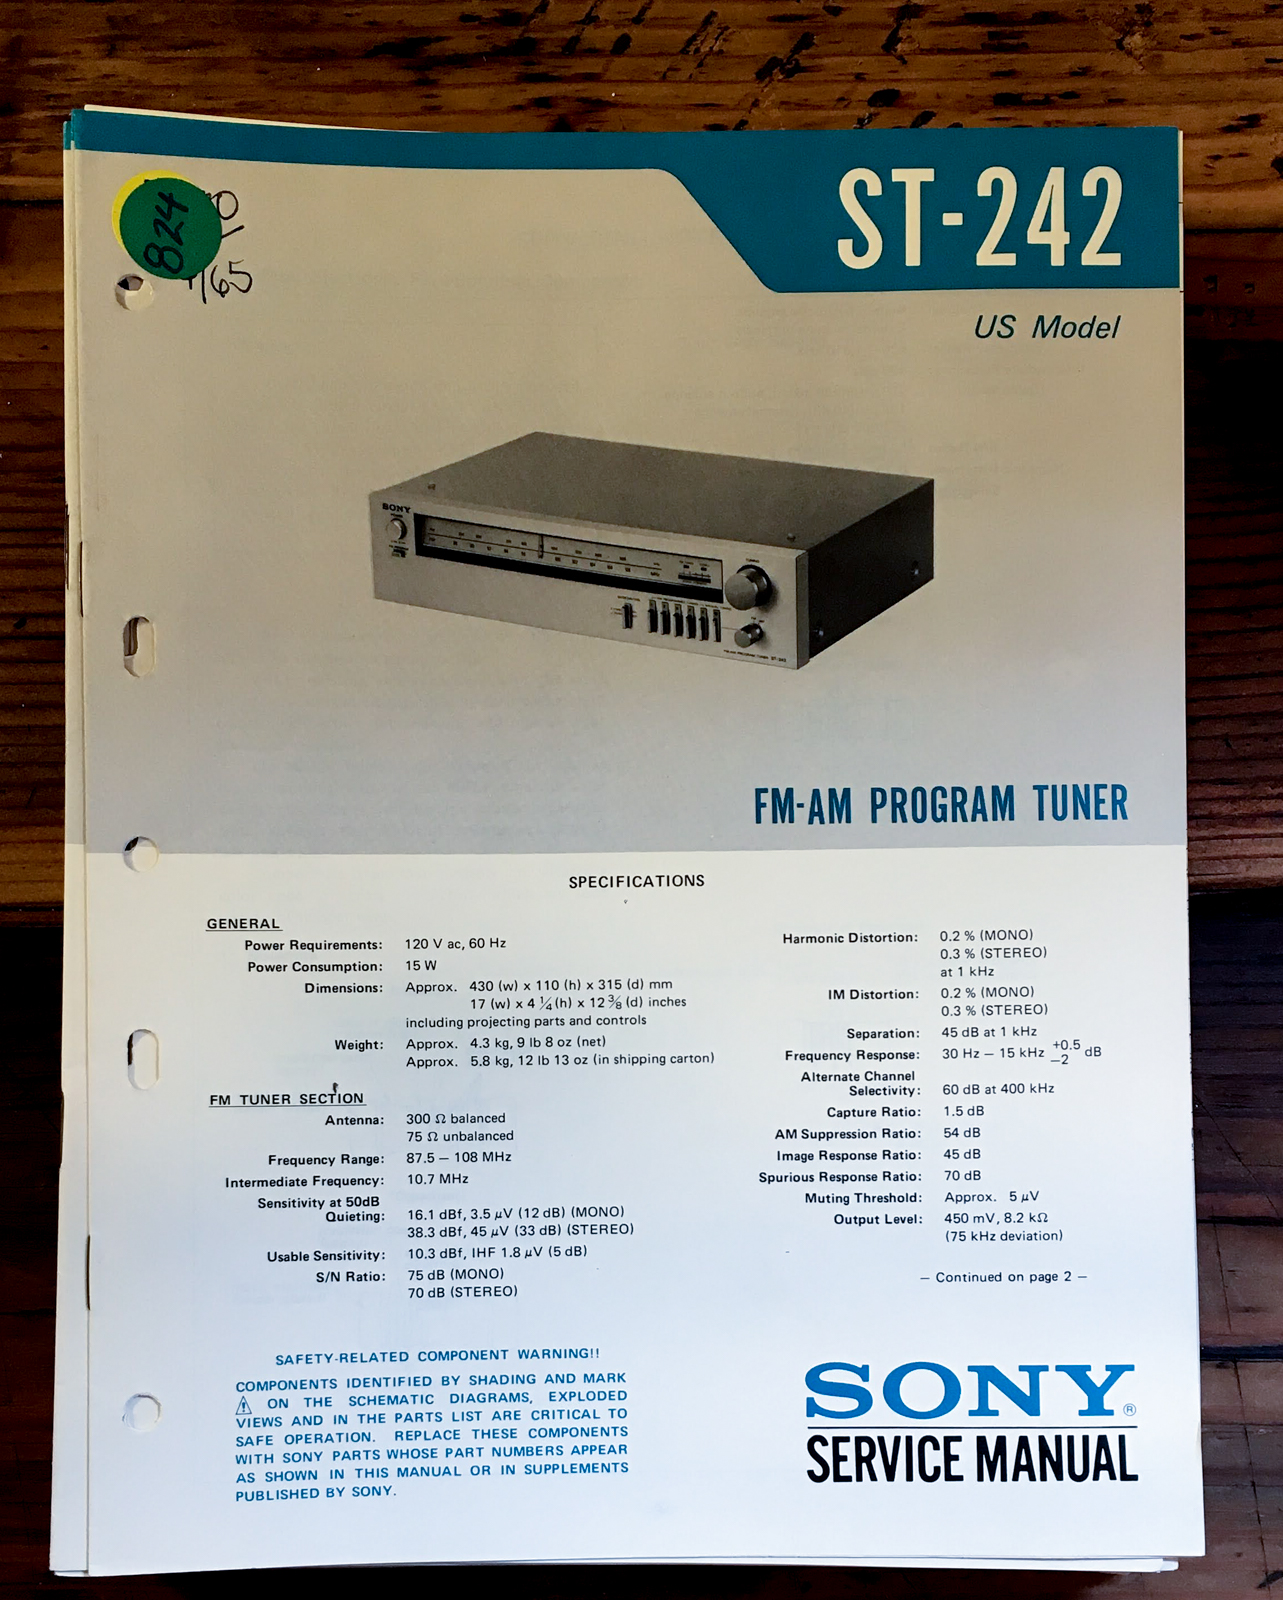 ST-242
US Model
824
/65
SONY
FM-AM PROGRAM TUNER
SPECIFICATIONS
GENERAL
Power Requirements: 120 V ac, 60 Hz
Power Consumption: 15 W
Dimensions: Approx. 430 (w) x 110 (h) x 315 (d) mm
17 (w) x 4 1/4 (h) x 12 3/8 (d) inches
including projecting parts and controls
Weight: Approx. 4.3 kg, 9 lb 8 oz (net)
Approx. 5.8 kg, 12 lb 13 oz (in shipping carton)
FM TUNER SECTION
Antenna: 300 Ω balanced
75 Ω unbalanced
Frequency Range: 87.5 – 108 MHz
Intermediate Frequency: 10.7 MHz
Sensitivity at 50dB
Quieting: 16.1 dBf, 3.5 μV (12 dB) (MONO)
38.3 dBf, 45 μV (33 dB) (STEREO)
Usable Sensitivity: 10.3 dBf, IHF 1.8 μV (5 dB)
S/N Ratio: 75 dB (MONO)
70 dB (STEREO)
Harmonic Distortion: 0.2 % (MONO)
0.3 % (STEREO)
at 1 kHz
IM Distortion: 0.2 % (MONO)
0.3 % (STEREO)
Separation: 45 dB at 1 kHz
Frequency Response: 30 Hz – 15 kHz +0.5 –2 dB
Alternate Channel
Selectivity: 60 dB at 400 kHz
Capture Ratio: 1.5 dB
AM Suppression Ratio: 54 dB
Image Response Ratio: 45 dB
Spurious Response Ratio: 70 dB
Muting Threshold: Approx. 5 μV
Output Level: 450 mV, 8.2 kΩ
(75 kHz deviation)
– Continued on page 2 –
SAFETY-RELATED COMPONENT WARNING!!
COMPONENTS IDENTIFIED BY SHADING AND MARK
⚠ ON THE SCHEMATIC DIAGRAMS, EXPLODED
VIEWS AND IN THE PARTS LIST ARE CRITICAL TO
SAFE OPERATION. REPLACE THESE COMPONENTS
WITH SONY PARTS WHOSE PART NUMBERS APPEAR
AS SHOWN IN THIS MANUAL OR IN SUPPLEMENTS
PUBLISHED BY SONY.
SONY®
SERVICE MANUAL